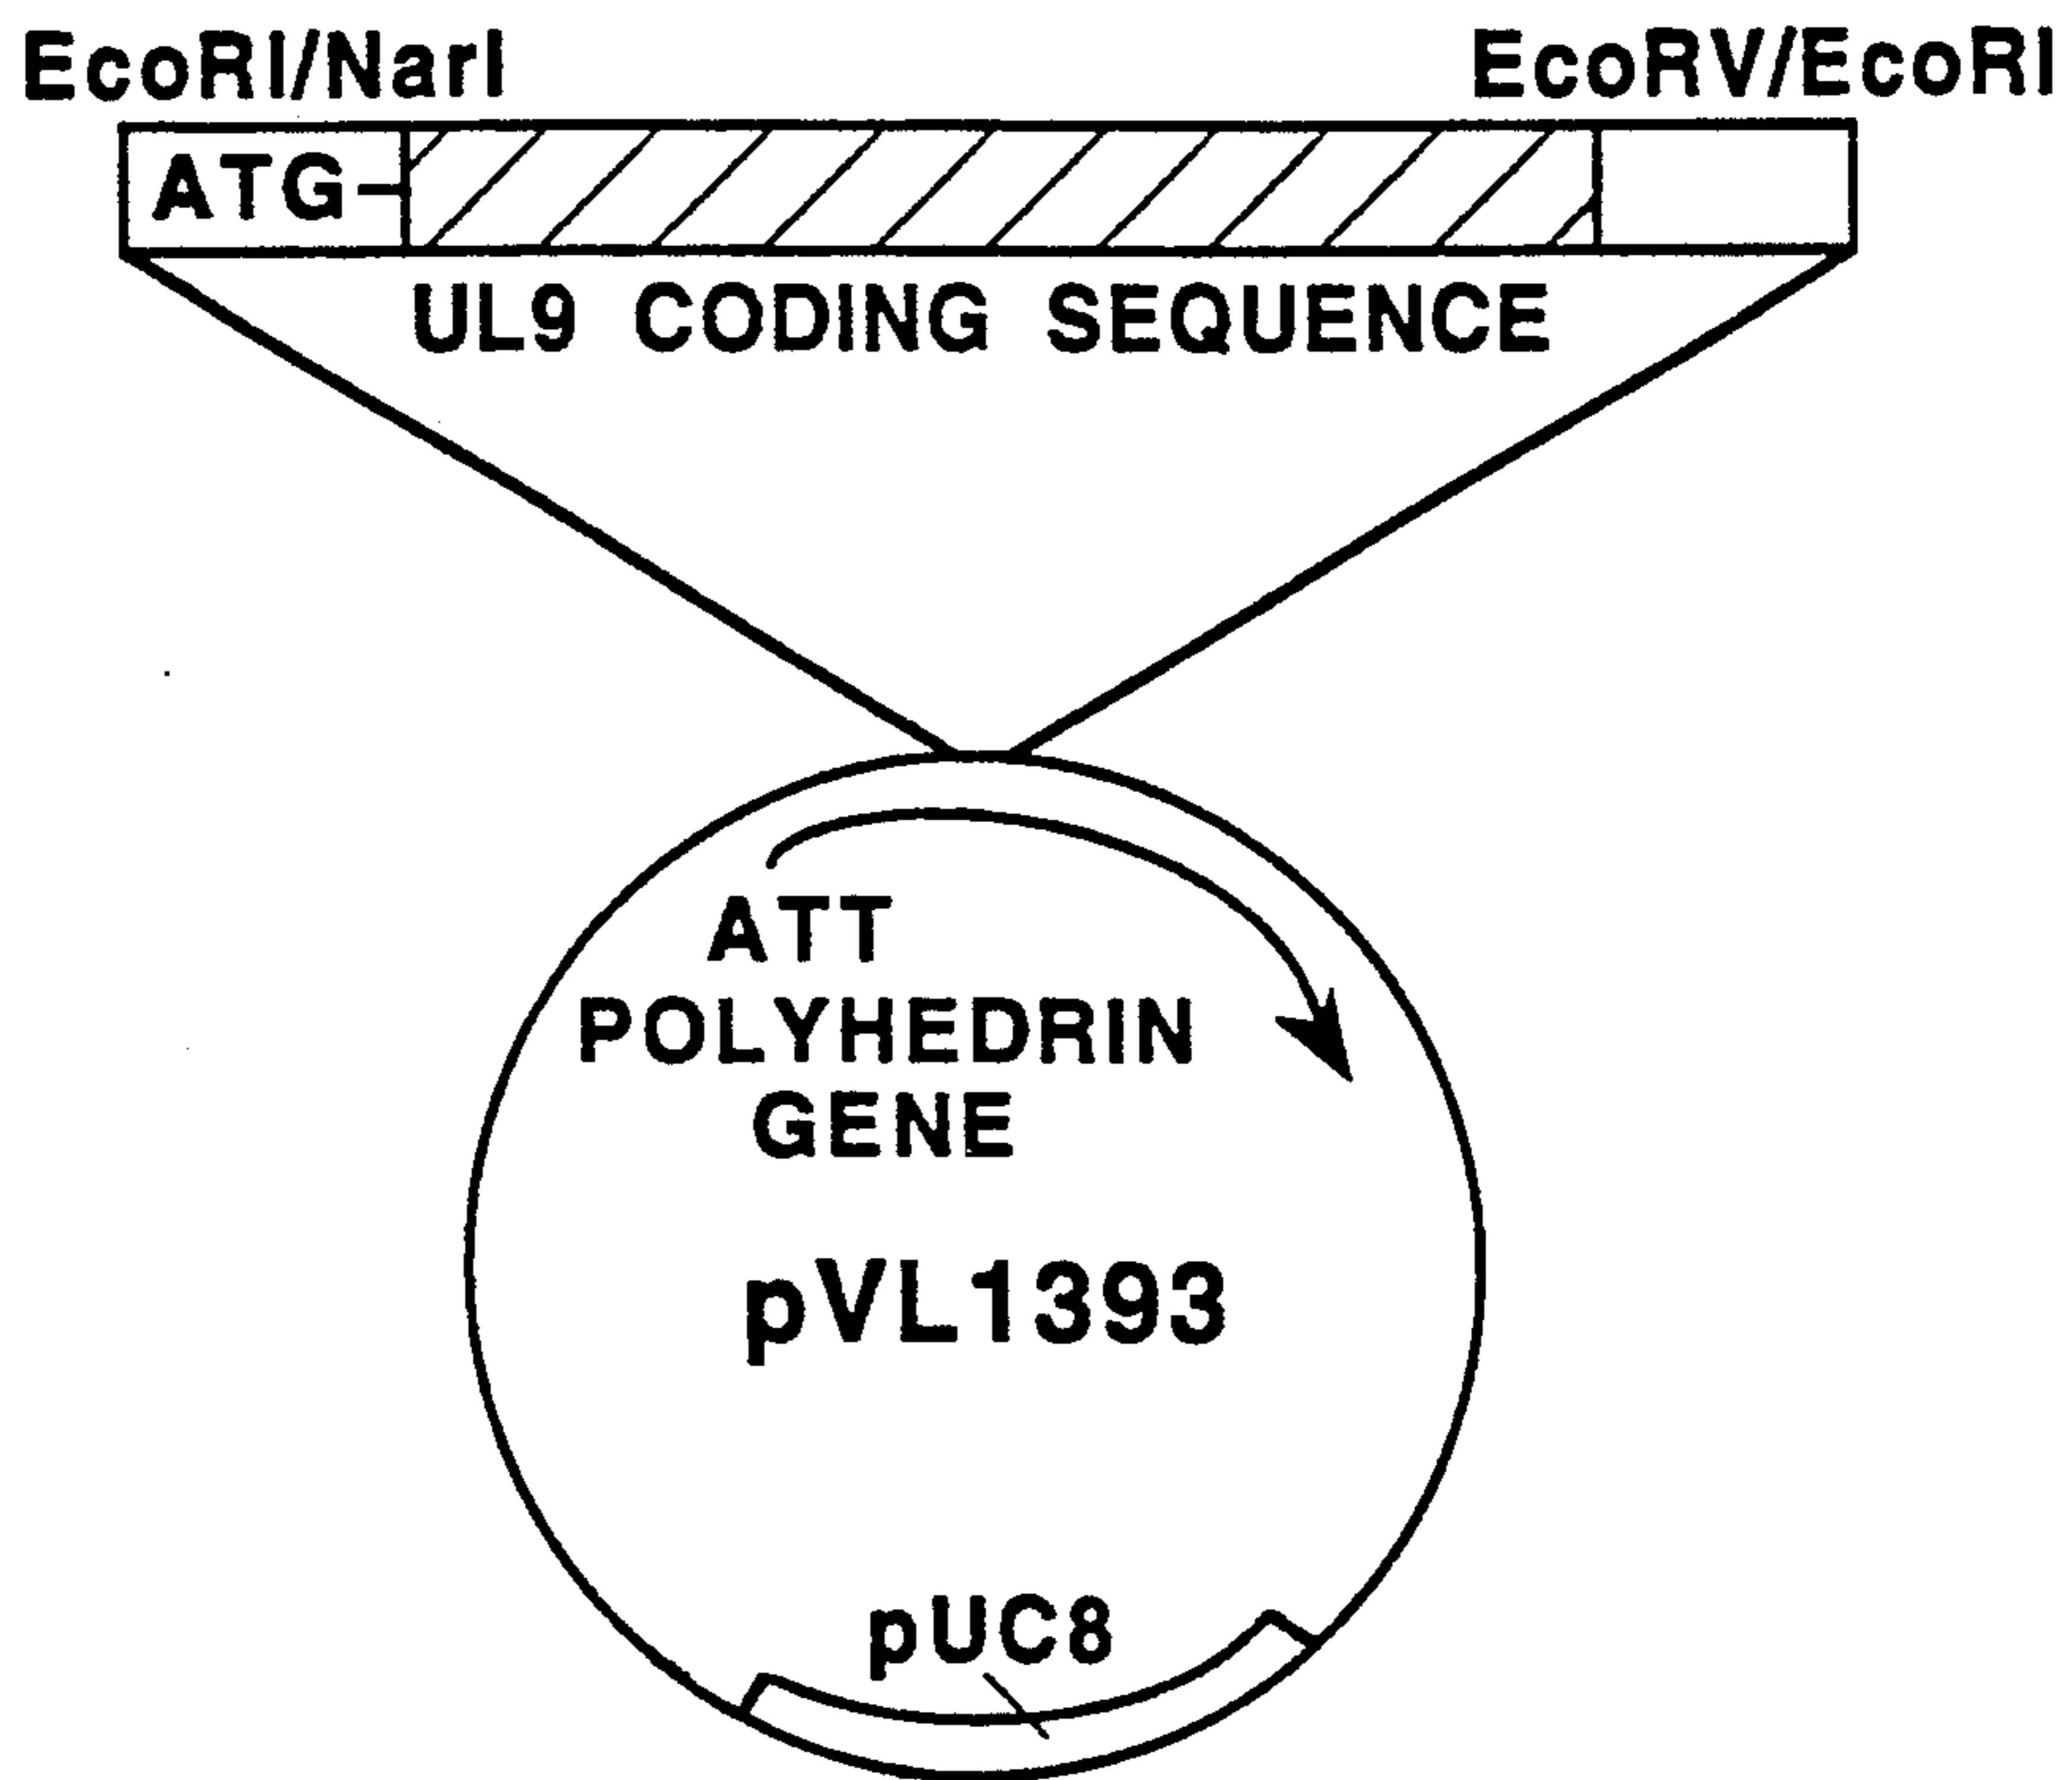 EcoRI/NarI EcoRV/EcoRI
ATG
UL9 CODING SEQUENCE
ATT
POLYHEDRIN
GENE
pVL1393
pUC8